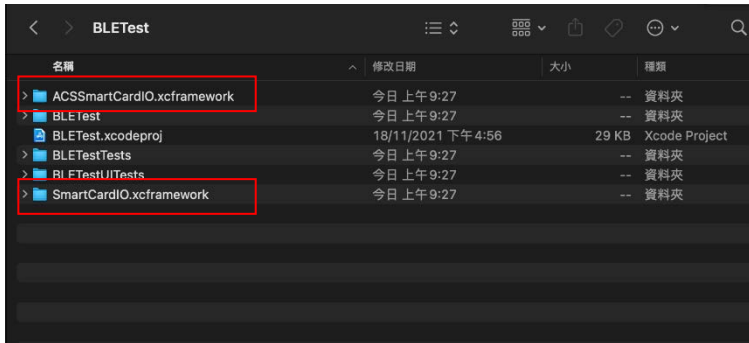 BLETest
名稱 修改日期 大小 種類
ACSSmartCardIO.xcframework 今日 上午9:27 -- 資料夾
BLETest 今日 上午9:27 -- 資料夾
BLETest.xcodeproj 18/11/2021 下午4:56 29 KB Xcode Project
BLETestTests 今日 上午9:27 -- 資料夾
BLETestUITests 今日 上午9:27 -- 資料夾
SmartCardIO.xcframework 今日 上午9:27 -- 資料夾